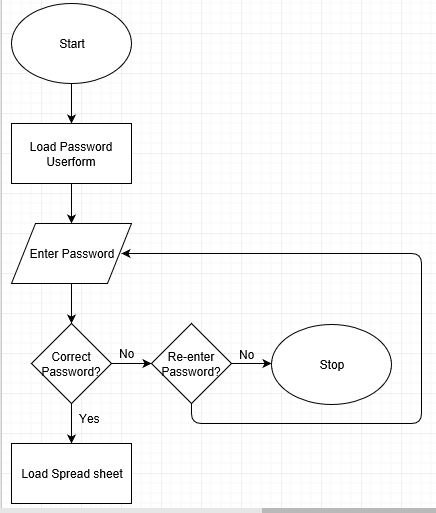 Start
Load Password
Userform
Enter Password
Correct
Password?
No
Re-enter
Password?
No
Stop
Yes
Load Spread sheet